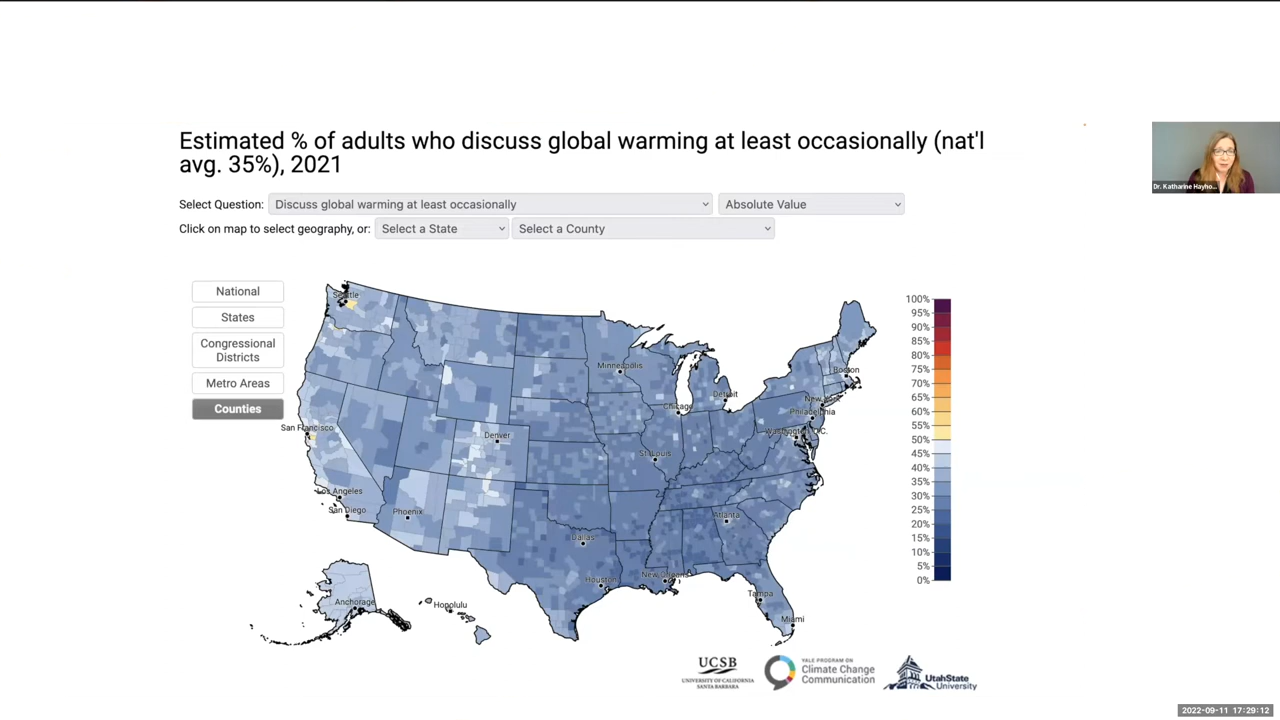 Estimated % of adults who discuss global warming at least occasionally (nat'l
avg. 35%), 2021
Select Question: Discuss global warming at least occasionally Absolute Value
Click on map to select geography, or: Select a State Select a County
Dr. Katharine Hayho...
National
States
Congressional
Districts
Metro Areas
Counties
Seattle
Minneapolis
Boston
Detroit
New York
Chicago
Philadelphia
San Francisco
Denver
Washington D.C.
St. Louis
Los Angeles
San Diego
Phoenix
Atlanta
Dallas
Houston
New Orleans
Tampa
Miami
Anchorage
Honolulu
100%
95%
90%
85%
80%
75%
70%
65%
60%
55%
50%
45%
40%
35%
30%
25%
20%
15%
10%
5%
0%
UCSB
UNIVERSITY OF CALIFORNIA
SANTA BARBARA
YALE PROGRAM ON
Climate Change
Communication
UtahState
University
2022-09-11 17:29:12